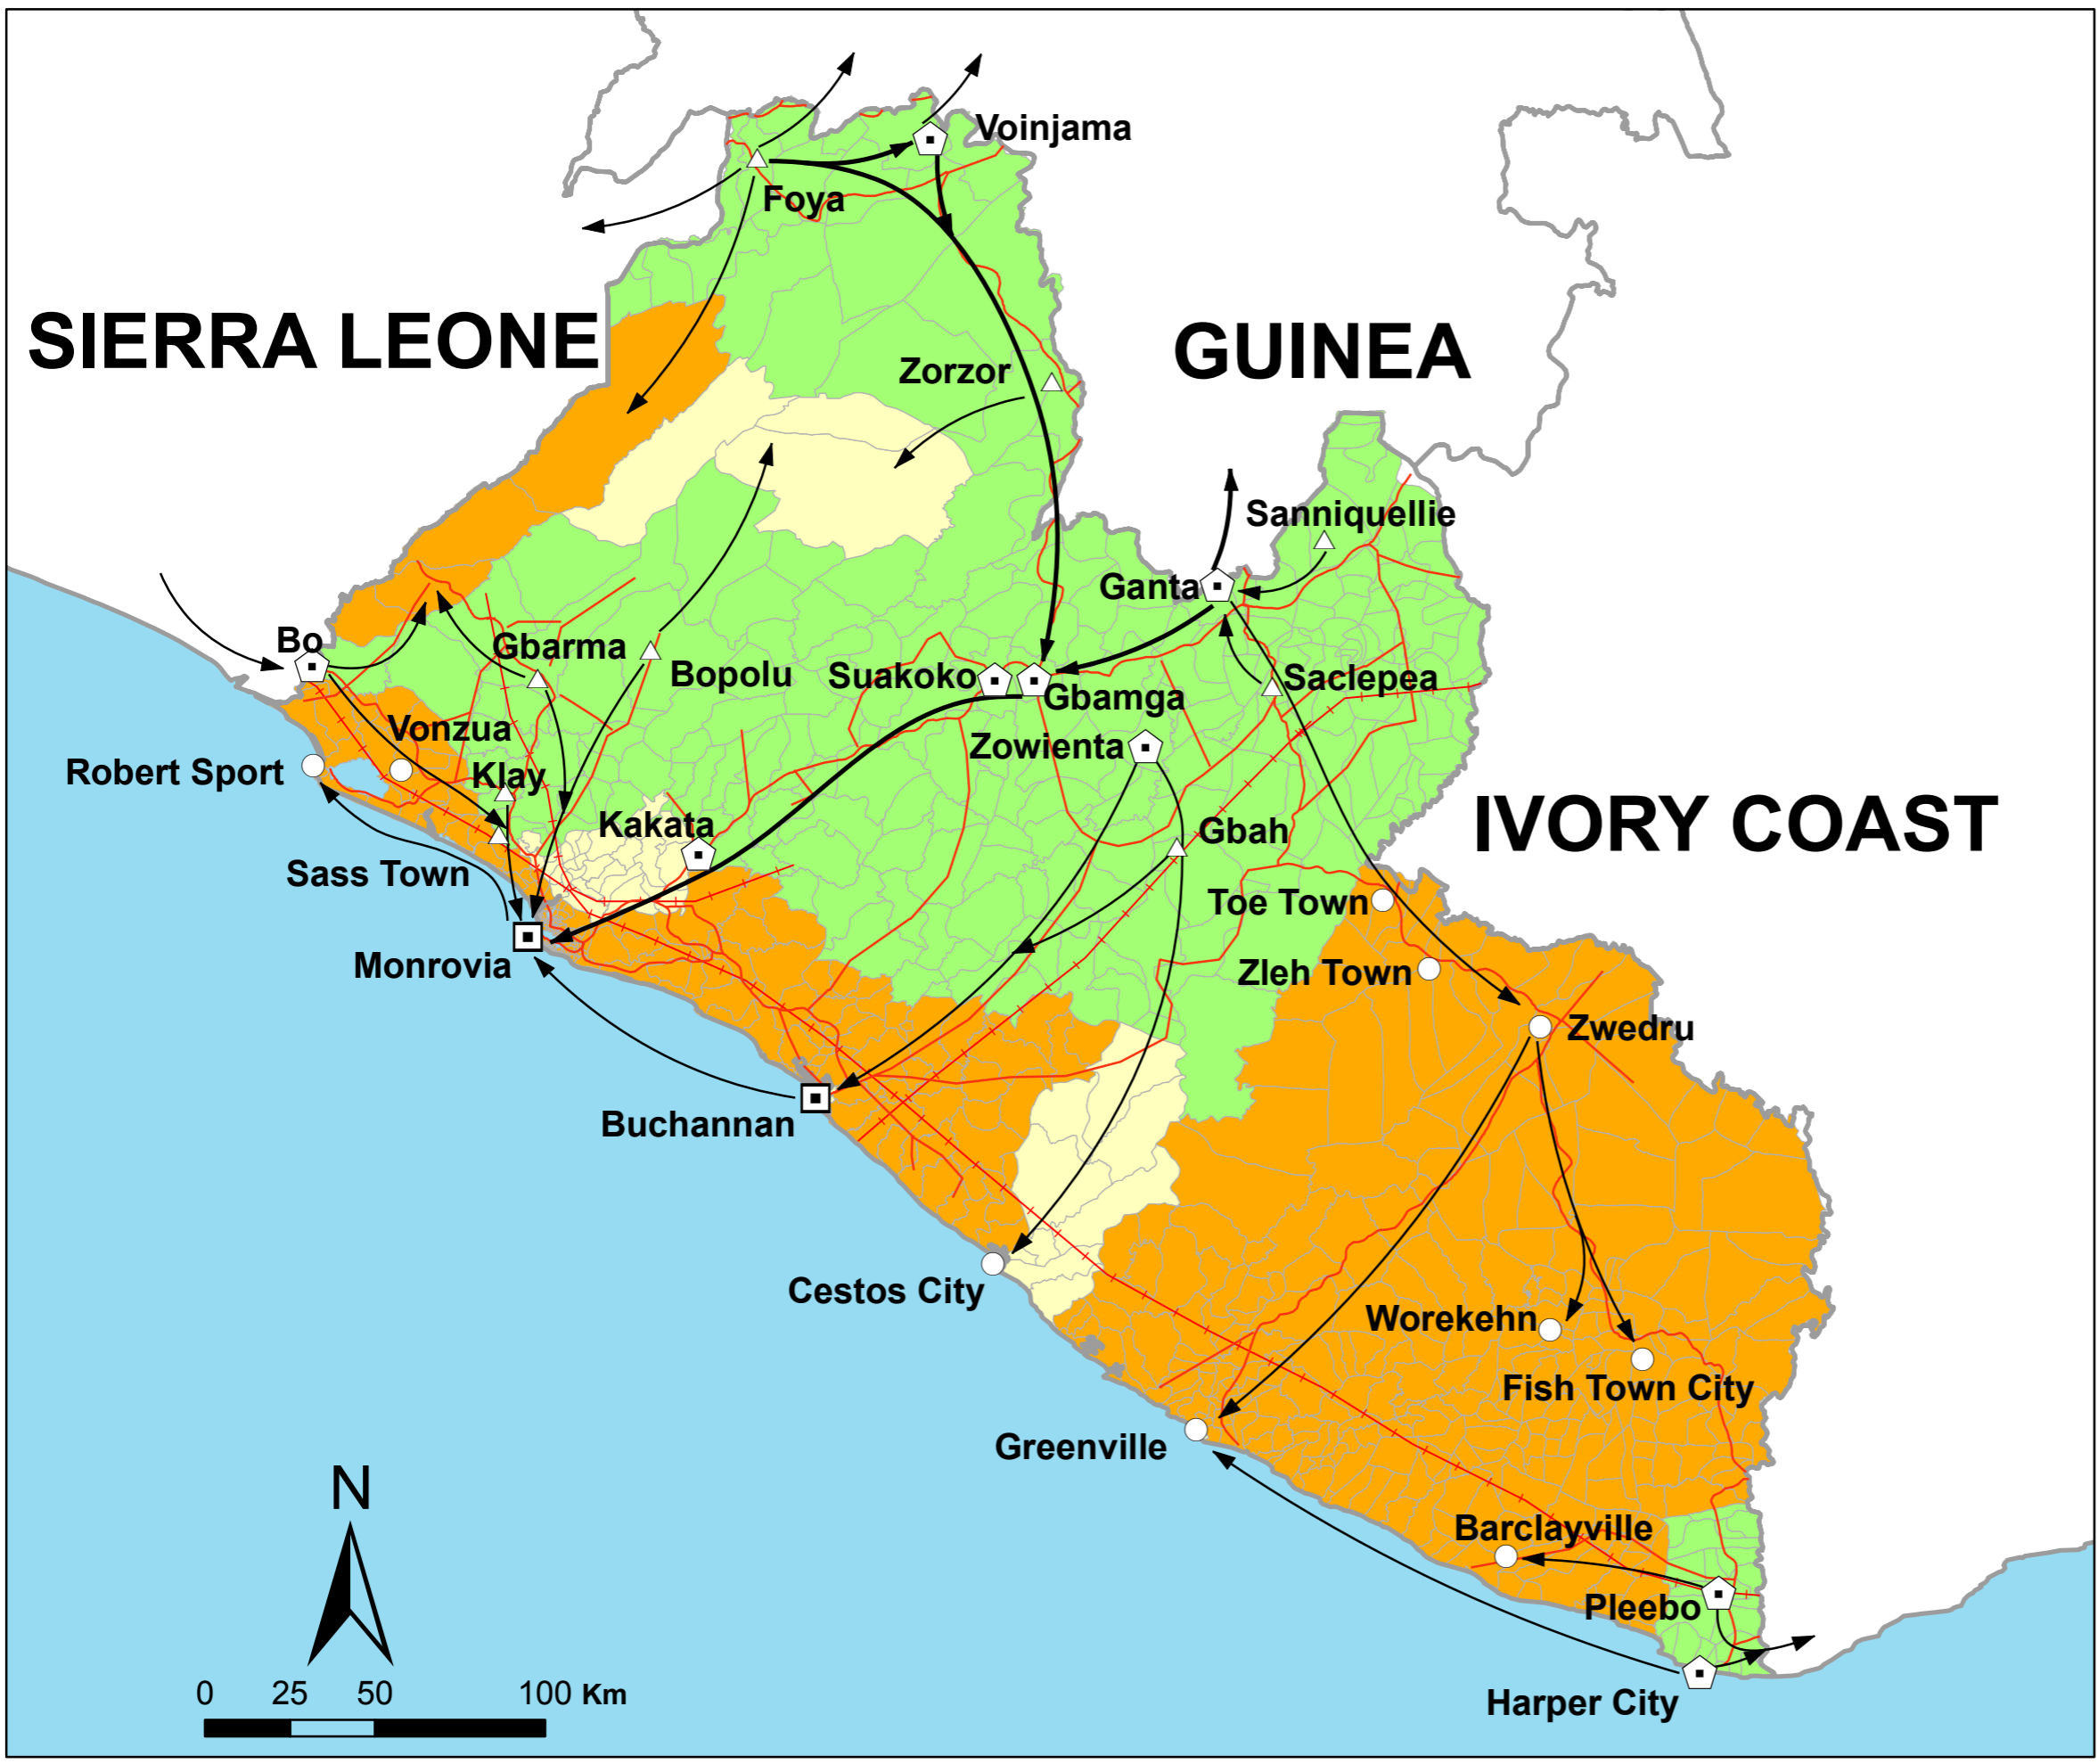 Voinjama
Foya
SIERRA LEONE
GUINEA
Zorzor
Sanniquellie
Ganta
Bo
Gbarma
Bopolu
Suakoko
Gbamga
Saclepea
Vonzua
Zowienta
Robert Sport
Klay
Kakata
Gbah
IVORY COAST
Sass Town
Toe Town
Monrovia
Zleh Town
Zwedru
Buchannan
Cestos City
Worekehn
Fish Town City
Greenville
N
Barclayville
Pleebo
0 25 50 100 Km
Harper City